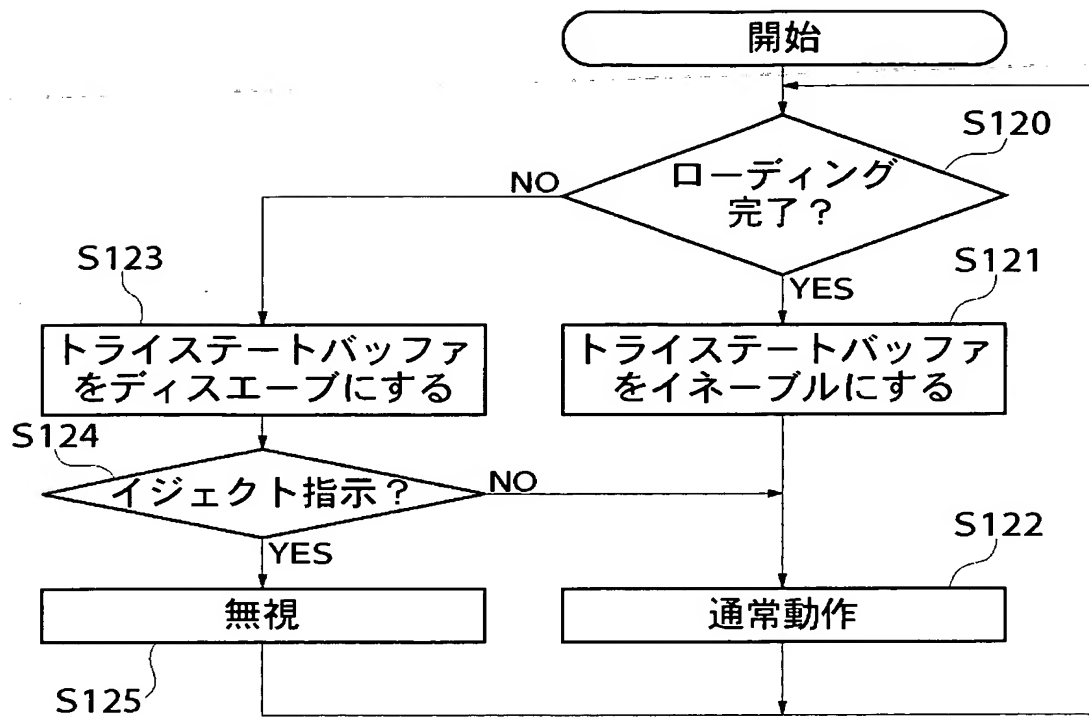 開始
S120
ローディング
完了？
NO
YES
S123
S121
トライステートバッファ
をディスエーブにする
トライステートバッファ
をイネーブルにする
S124
イジェクト指示？
NO
YES
S122
無視
通常動作
S125